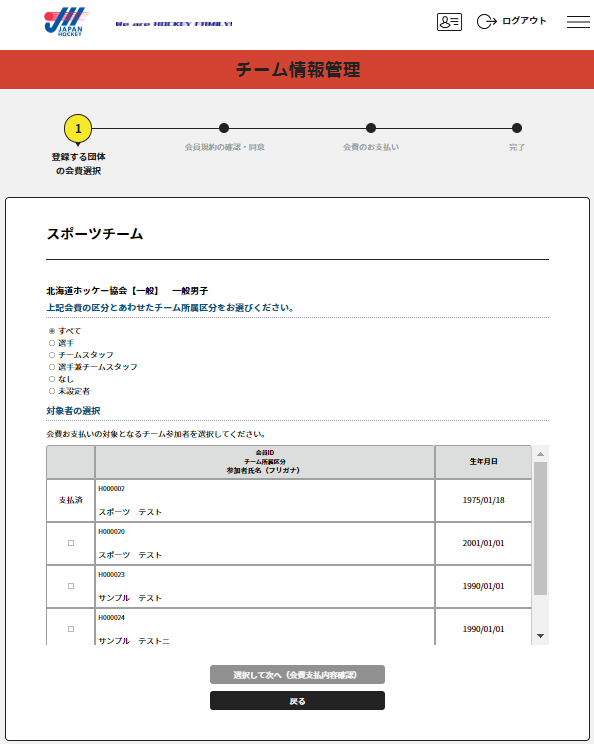 JAPAN
HOCKEY
We are HOCKEY FAMILY!
ログアウト
チーム情報管理
1
登録する団体
の会費選択
会員規約の確認・同意
会費のお支払い
完了
スポーツチーム
北海道ホッケー協会【一般】　一般男子
上記会費の区分とあわせたチーム所属区分をお選びください。
すべて
選手
チームスタッフ
選手兼チームスタッフ
なし
未設定者
対象者の選択
会費お支払いの対象となるチーム参加者を選択してください。
会員ID
チーム所属区分
参加者氏名（フリガナ）
生年月日
支払済
H000002
スポーツ　テスト
1975/01/18
H000020
スポーツ　テスト
2001/01/01
H000023
サンプル　テスト
1990/01/01
H000024
サンプル　テスト二
1990/01/01
選択して次へ（会費支払内容確認）
戻る